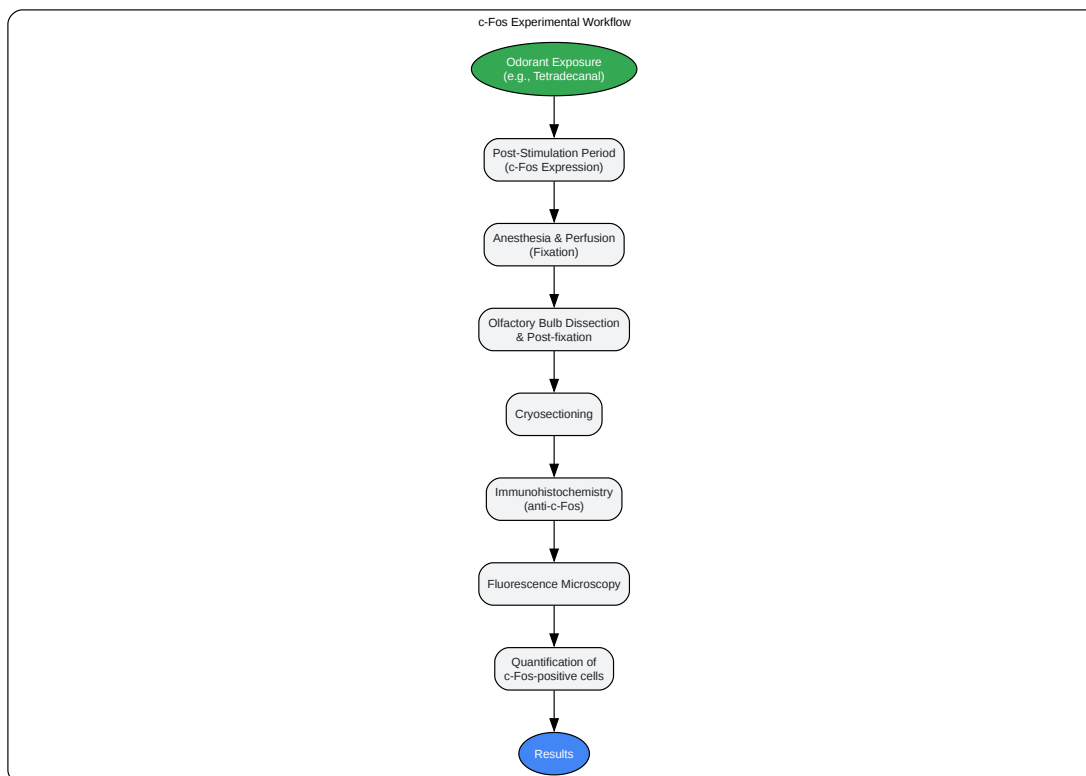 c-Fos Experimental Workflow
Odorant Exposure
(e.g., Tetradecanal)
Post-Stimulation Period
(c-Fos Expression)
Anesthesia & Perfusion
(Fixation)
Olfactory Bulb Dissection
& Post-fixation
Cryosectioning
Immunohistochemistry
(anti-c-Fos)
Fluorescence Microscopy
Quantification of
c-Fos-positive cells
Results